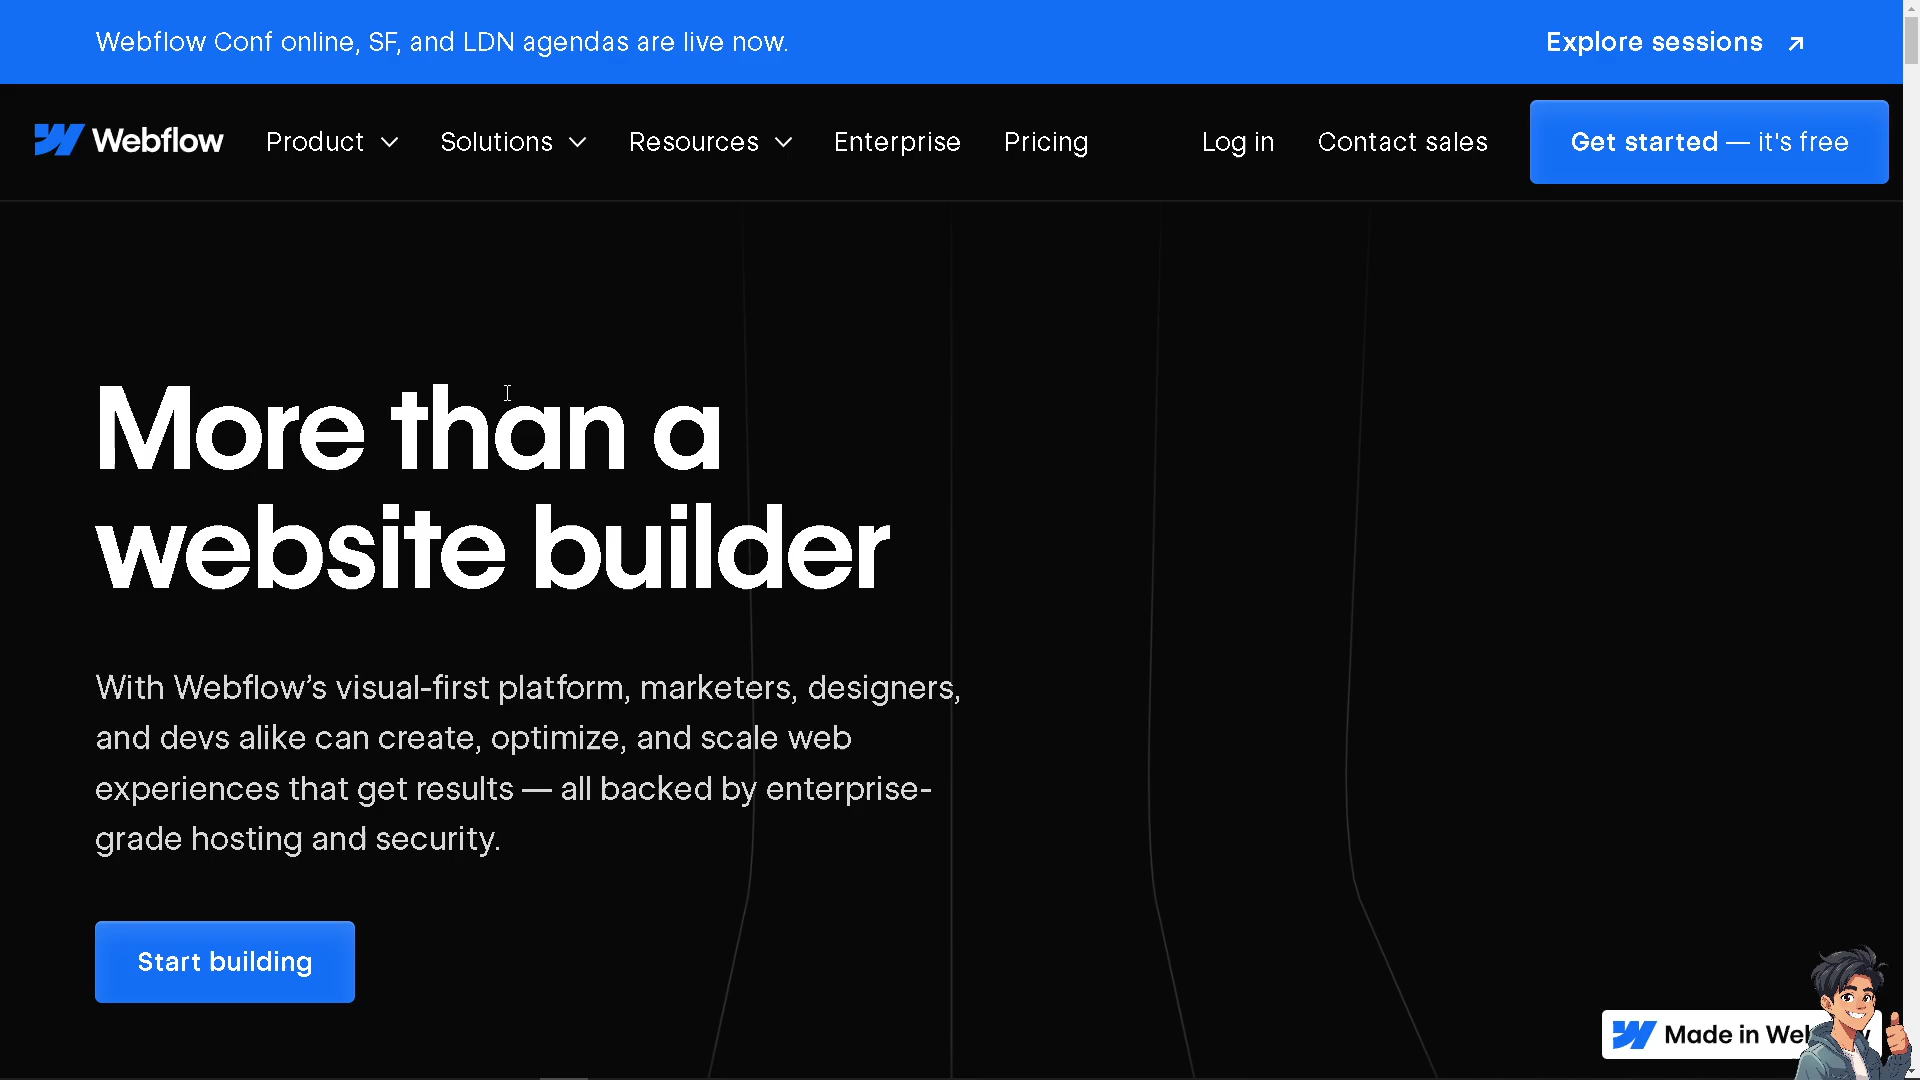 Webflow Conf online, SF, and LDN agendas are live now.
Explore sessions
Webflow
Product
Solutions
Resources
Enterprise
Pricing
Log in
Contact sales
Get started — it's free
More than a
website builder
With Webflow’s visual-first platform, marketers, designers,
and devs alike can create, optimize, and scale web
experiences that get results — all backed by enterprise-
grade hosting and security.
Start building
Made in